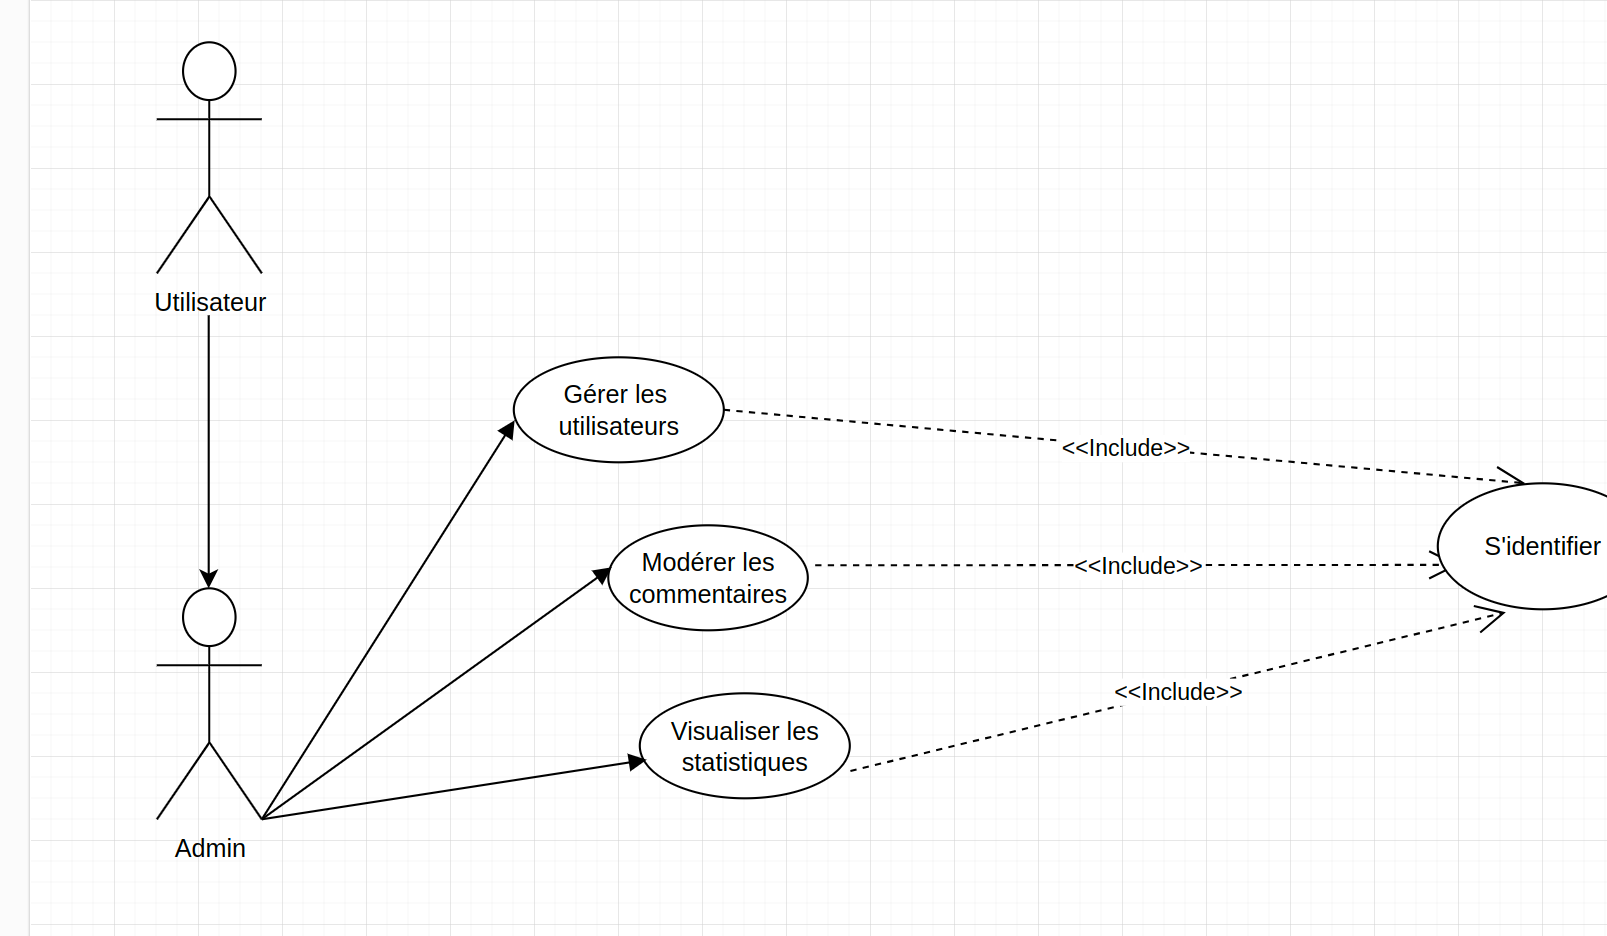 Utilisateur
Gérer les
utilisateurs
<<Include>>
Modérer les
commentaires
<<Include>>
S'identifier
<<Include>>
Visualiser les
statistiques
Admin